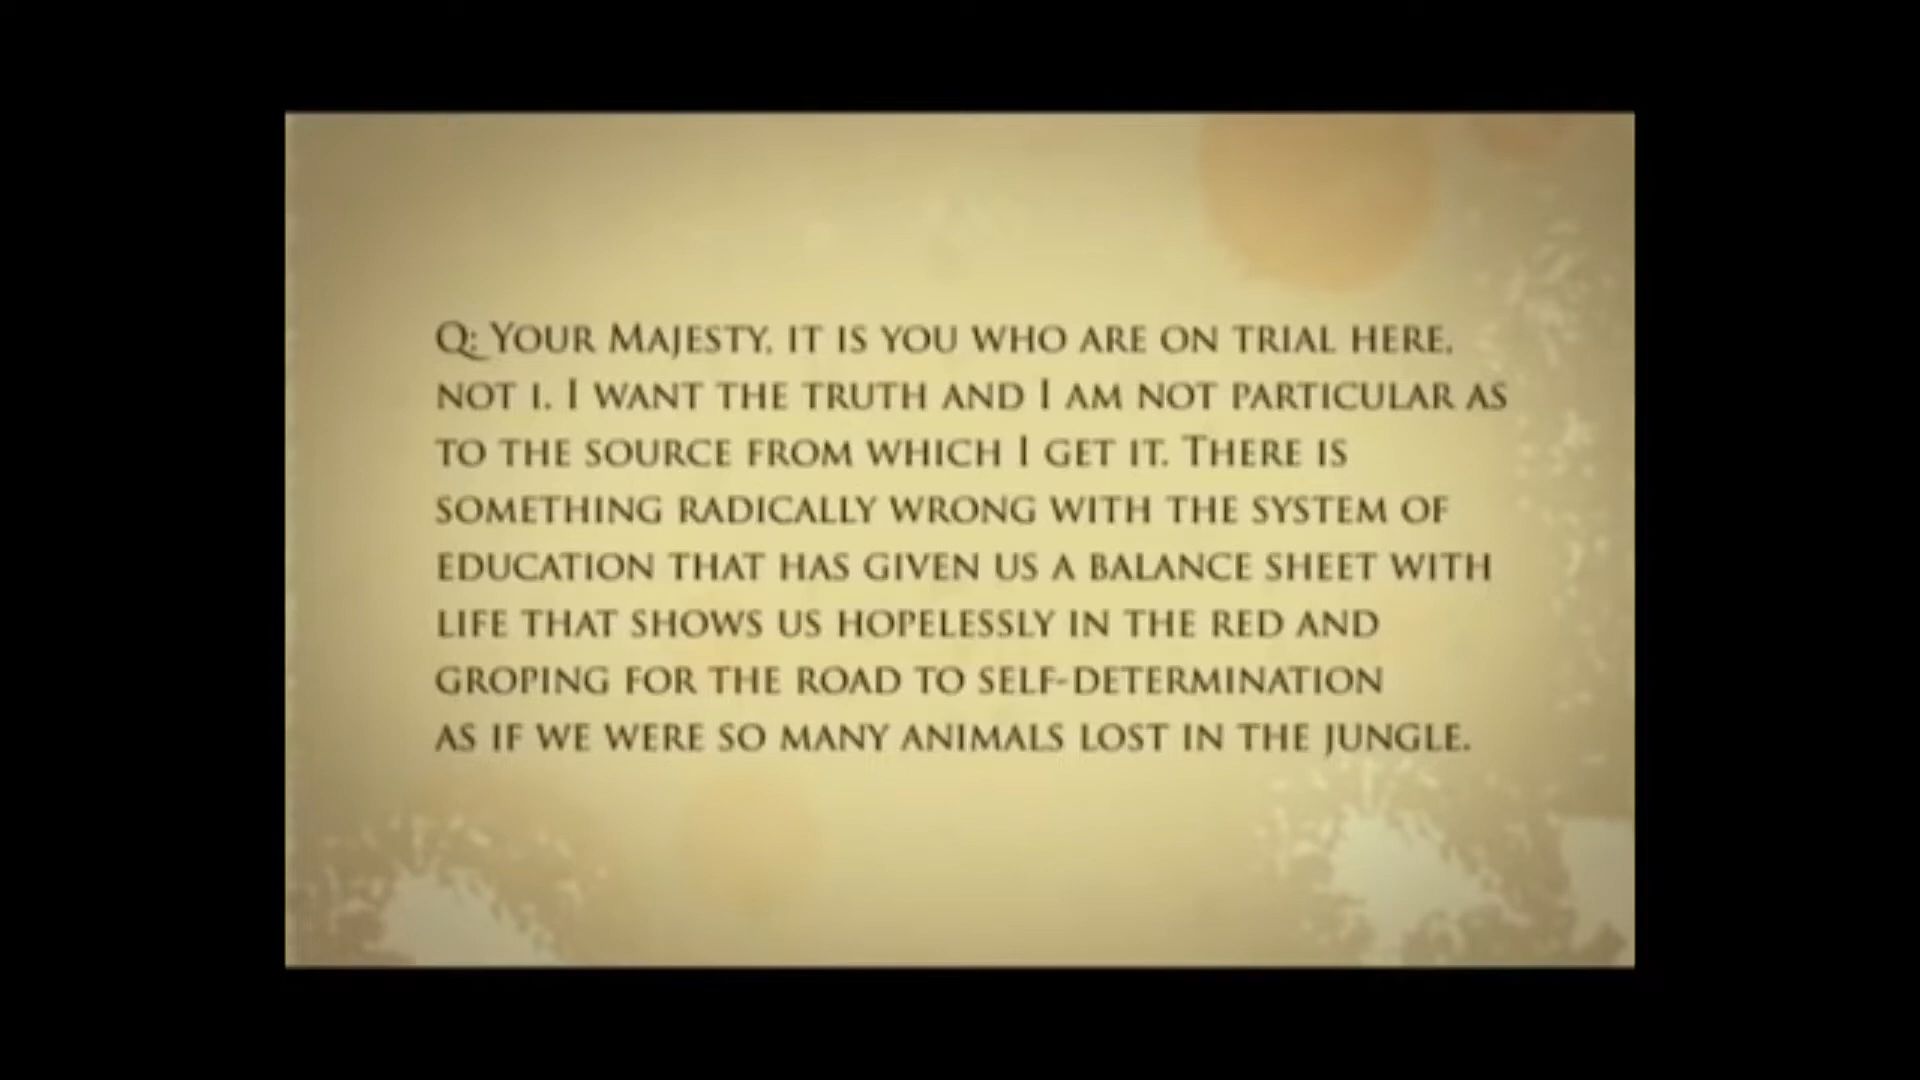 Q: Your Majesty, it is you who are on trial here,
not i. I want the truth and I am not particular as
to the source from which I get it. There is
something radically wrong with the system of
education that has given us a balance sheet with
life that shows us hopelessly in the red and
groping for the road to self-determination
as if we were so many animals lost in the jungle.